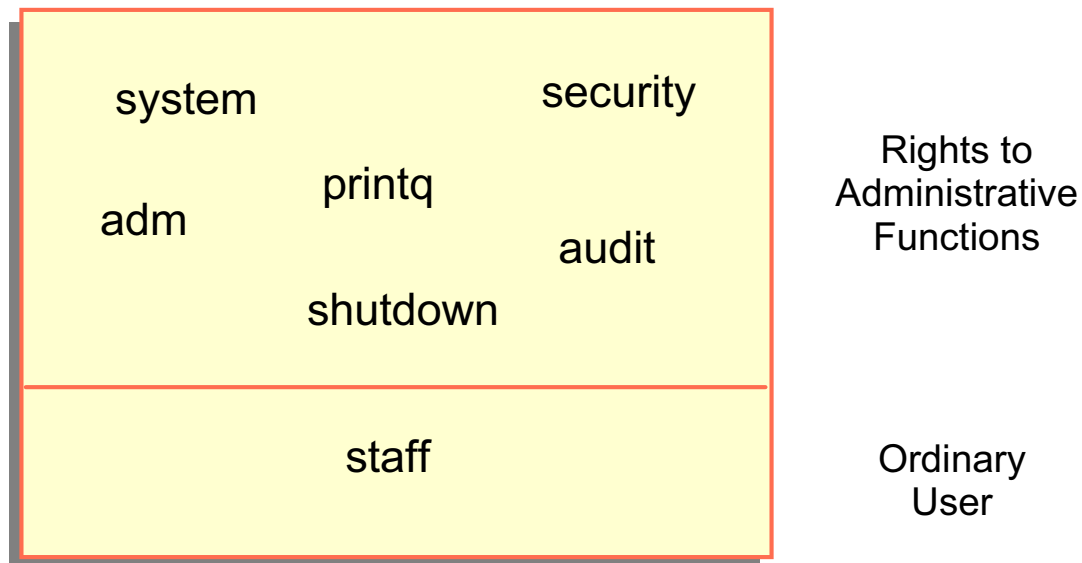 system
security
printq
adm
audit
shutdown
Rights to
Administrative
Functions
staff
Ordinary
User